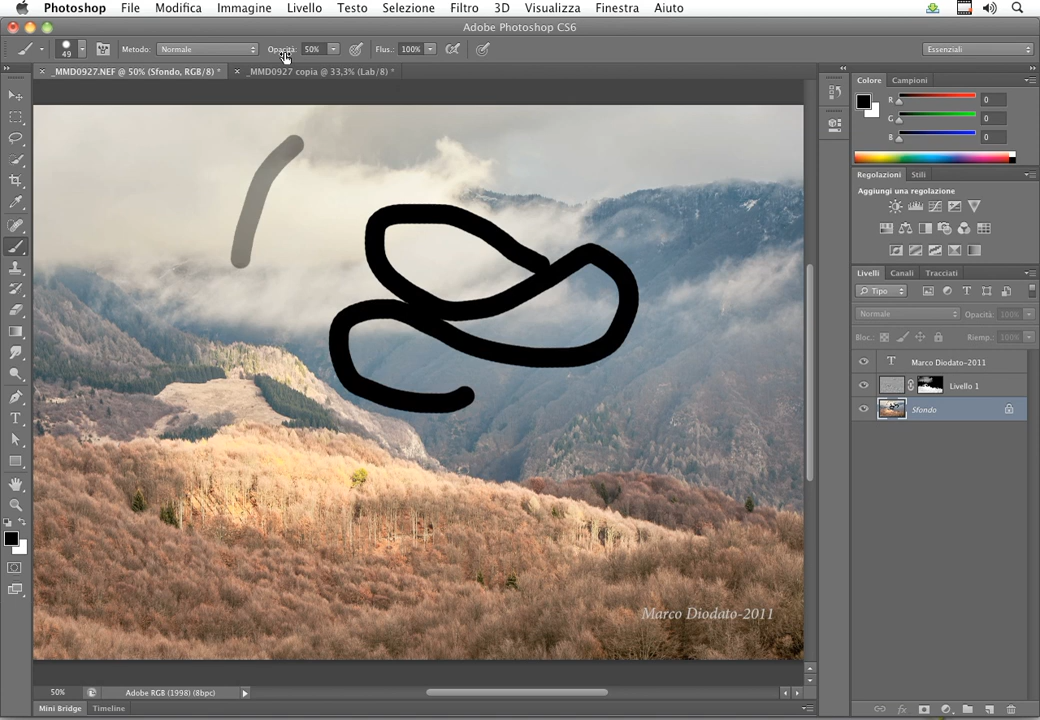 Photoshop File Modifica Immagine Livello Testo Selezione Filtro 3D Visualizza Finestra Aiuto
Adobe Photoshop CS6
49 Metodo: Normale Opacità: 50% Flus.: 100% Essenziali
_MMD0927.NEF @ 50% (Sfondo, RGB/8) * _MMD0927 copia @ 33,3% (Lab/8) *
Colore Campioni
R 0
G 0
B 0
Regolazioni Stili
Aggiungi una regolazione
Livelli Canali Tracciati
Tipo
Normale Opacità: 100%
Bloc.: Riemp.: 100%
T Marco Diodato-2011
Livello 1
Sfondo
Marco Diodato-2011
50% Adobe RGB (1998) (8bpc)
Mini Bridge Timeline